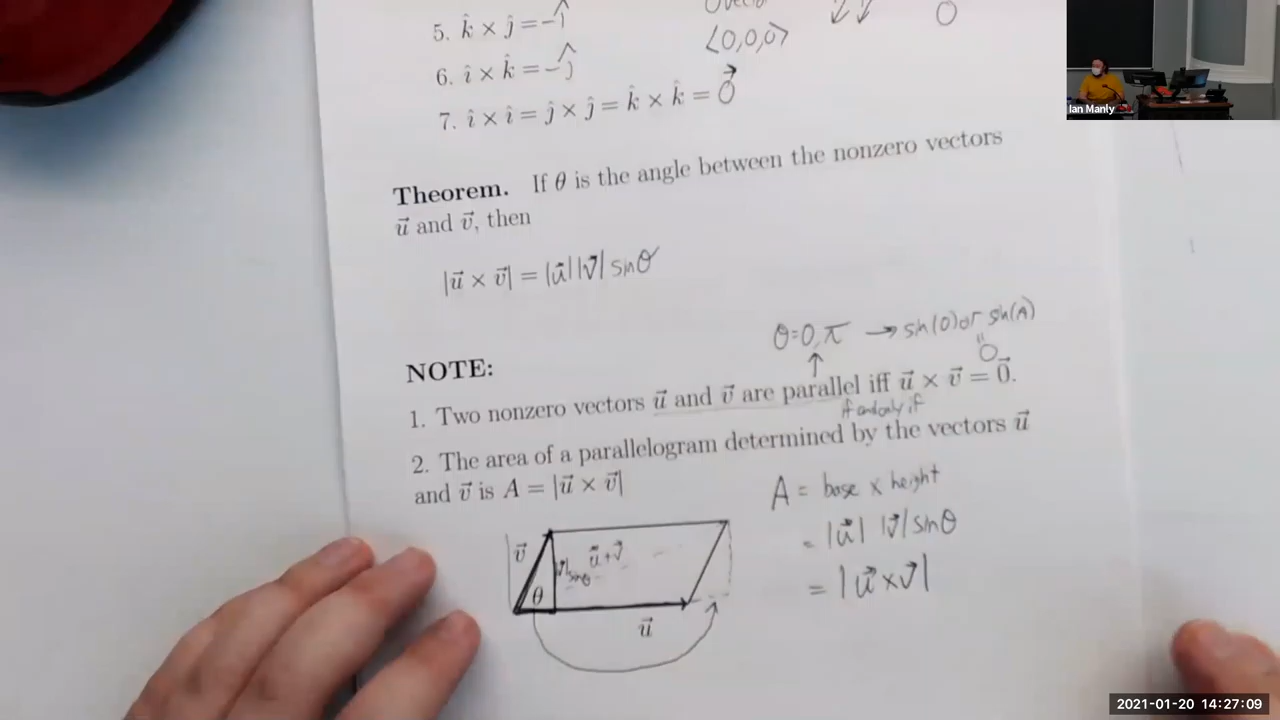 5. k̂ × ĵ = -î
⟨0,0,0⟩
0
6. î × k̂ = -ĵ
7. î × î = ĵ × ĵ = k̂ × k̂ = 0⃗
Ian Manly
Theorem. If θ is the angle between the nonzero vectors
u⃗ and v⃗, then
|u⃗ × v⃗| = |u⃗||v⃗| sinθ
θ=0,π → sin(0) or sin(π)
"
0
NOTE:
1. Two nonzero vectors u⃗ and v⃗ are parallel iff u⃗ × v⃗ = 0⃗.
if and only if
2. The area of a parallelogram determined by the vectors u⃗
and v⃗ is A = |u⃗ × v⃗|
A = base x height
= |u⃗| |v⃗| sinθ
= |u⃗ × v⃗|
v⃗
|v⃗| sinθ
u⃗+v⃗
θ
u⃗
2021-01-20 14:27:09